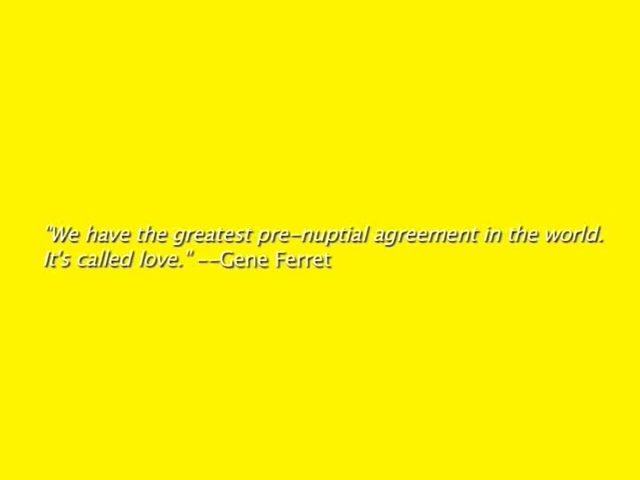 "We have the greatest pre-nuptial agreement in the world.
It's called love." --Gene Ferret